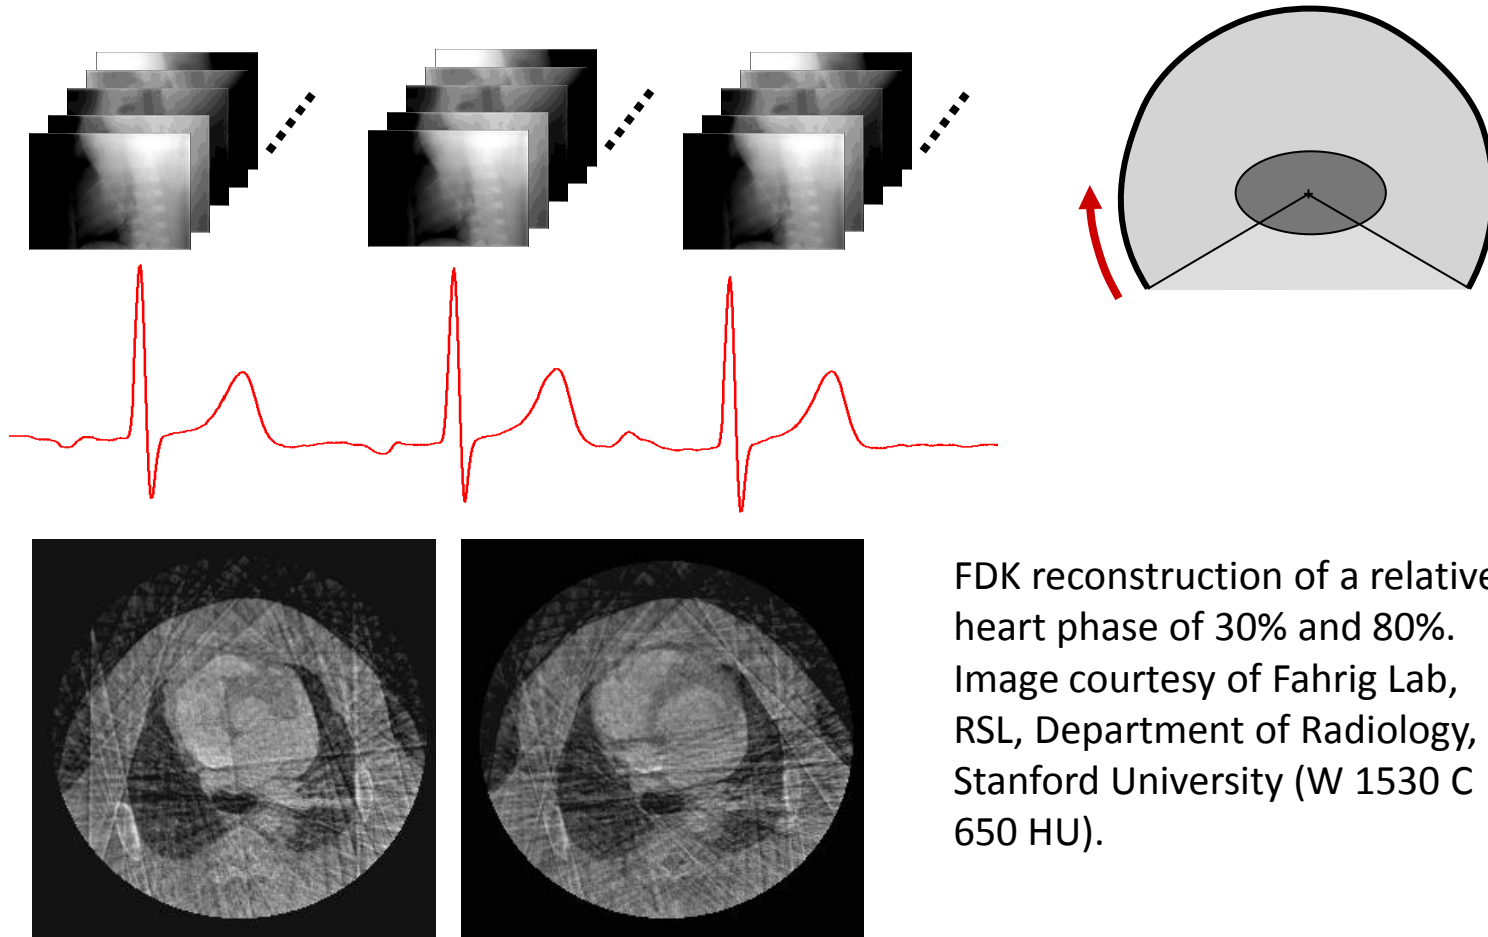 FDK reconstruction of a relative
heart phase of 30% and 80%.
Image courtesy of Fahrig Lab,
RSL, Department of Radiology,
Stanford University (W 1530 C
650 HU).